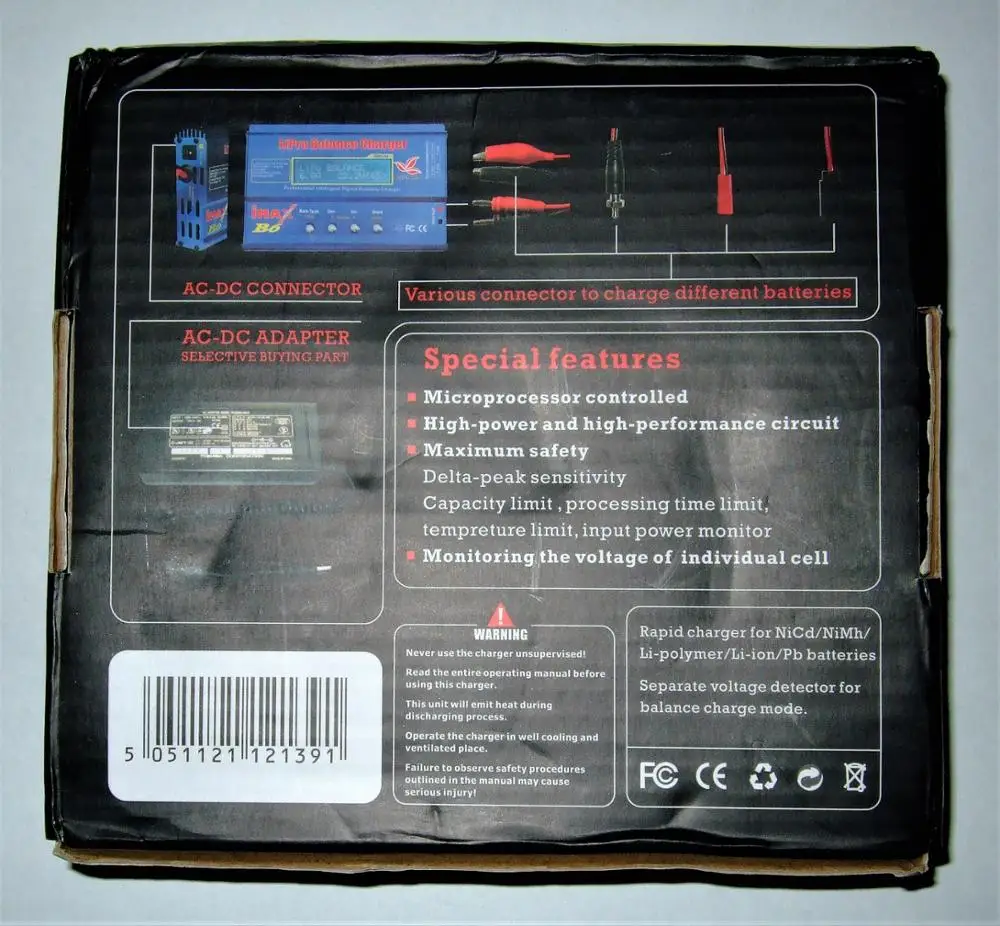 LiPro Balance Charger
BALANCE
iMAX
B6
iMAX
B6
FC CE
AC-DC CONNECTOR
Various connector to charge different batteries
AC-DC ADAPTER
SELECTIVE BUYING PART
Special features
Microprocessor controlled
High-power and high-performance circuit
Maximum safety
Delta-peak sensitivity
Capacity limit , processing time limit,
tempreture limit, input power monitor
Monitoring the voltage of individual cell
WARNING
Never use the charger unsupervised!
Read the entire operating manual before
using this charger.
This unit will emit heat during
discharging process.
Operate the charger in well cooling and
ventilated place.
Failure to observe safety procedures
outlined in the manual may cause
serious injury!
Rapid charger for NiCd/NiMh/
Li-polymer/Li-ion/Pb batteries
Separate voltage detector for
balance charge mode.
FC CE
5 051121 121391